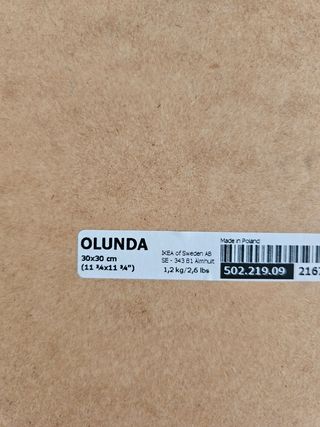 OLUNDA
30x30 cm
(11 ¾x11 ¾")
IKEA of Sweden AB
SE - 343 81 Älmhult
1,2 kg/2,6 lbs
Made in Poland
502.219.09